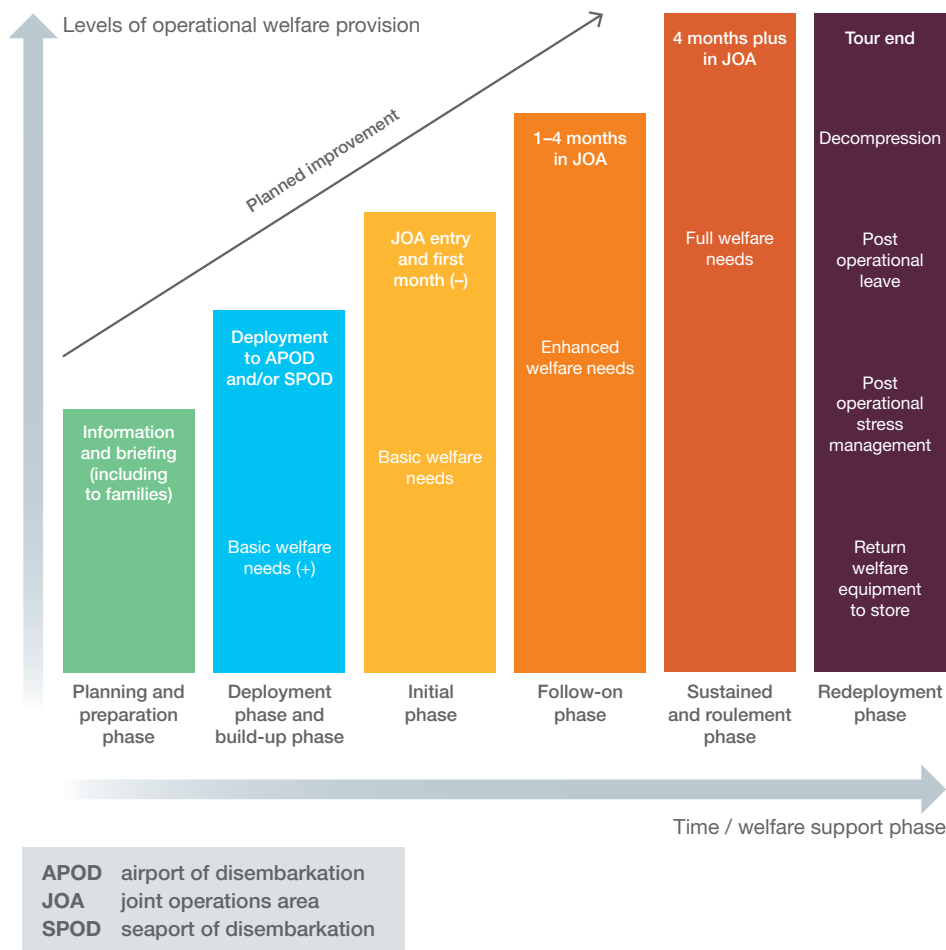 Levels of operational welfare provision
Planned improvement
Information
and briefing
(including
to families)
Deployment
to APOD
and/or SPOD
Basic welfare
needs (+)
JOA entry
and first
month (–)
Basic welfare
needs
1–4 months
in JOA
Enhanced
welfare needs
4 months plus
in JOA
Full welfare
needs
Tour end
Decompression
Post
operational
leave
Post
operational
stress
management
Return
welfare
equipment
to store
Planning and
preparation
phase
Deployment
phase and
build-up phase
Initial
phase
Follow-on
phase
Sustained
and roulement
phase
Redeployment
phase
Time / welfare support phase
APOD airport of disembarkation
JOA joint operations area
SPOD seaport of disembarkation